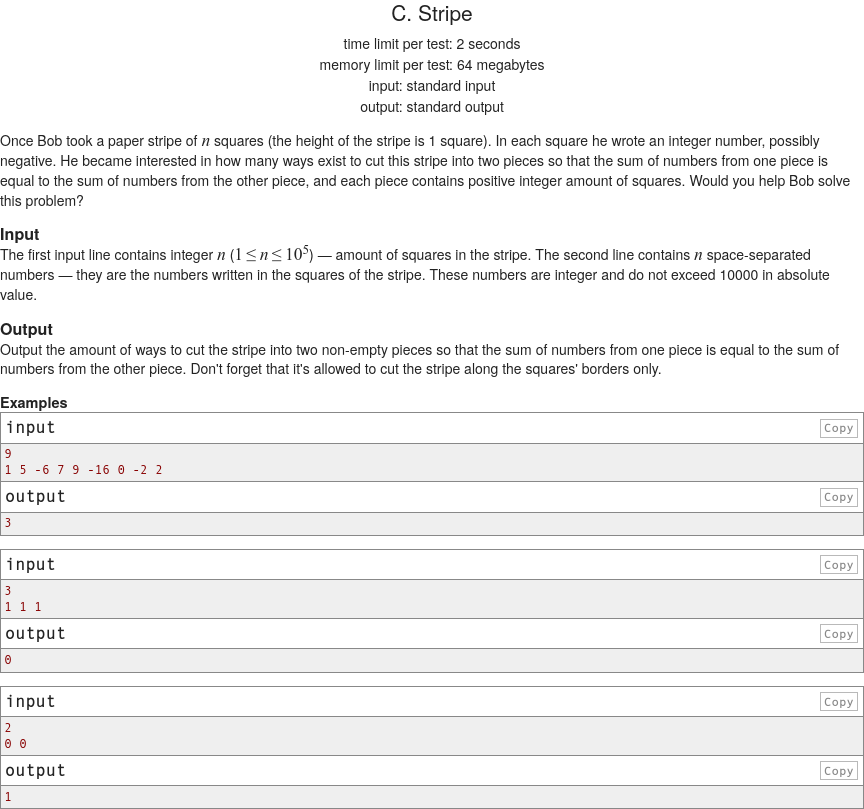 C. Stripe
time limit per test: 2 seconds
memory limit per test: 64 megabytes
input: standard input
output: standard output
Once Bob took a paper stripe of n squares (the height of the stripe is 1 square). In each square he wrote an integer number, possibly
negative. He became interested in how many ways exist to cut this stripe into two pieces so that the sum of numbers from one piece is
equal to the sum of numbers from the other piece, and each piece contains positive integer amount of squares. Would you help Bob solve
this problem?
Input
The first input line contains integer n (1 ≤ n ≤ 10⁵) — amount of squares in the stripe. The second line contains n space-separated
numbers — they are the numbers written in the squares of the stripe. These numbers are integer and do not exceed 10000 in absolute
value.
Output
Output the amount of ways to cut the stripe into two non-empty pieces so that the sum of numbers from one piece is equal to the sum of
numbers from the other piece. Don't forget that it's allowed to cut the stripe along the squares' borders only.
Examples
input Copy
9
1 5 -6 7 9 -16 0 -2 2
output Copy
3
input Copy
3
1 1 1
output Copy
0
input Copy
2
0 0
output Copy
1